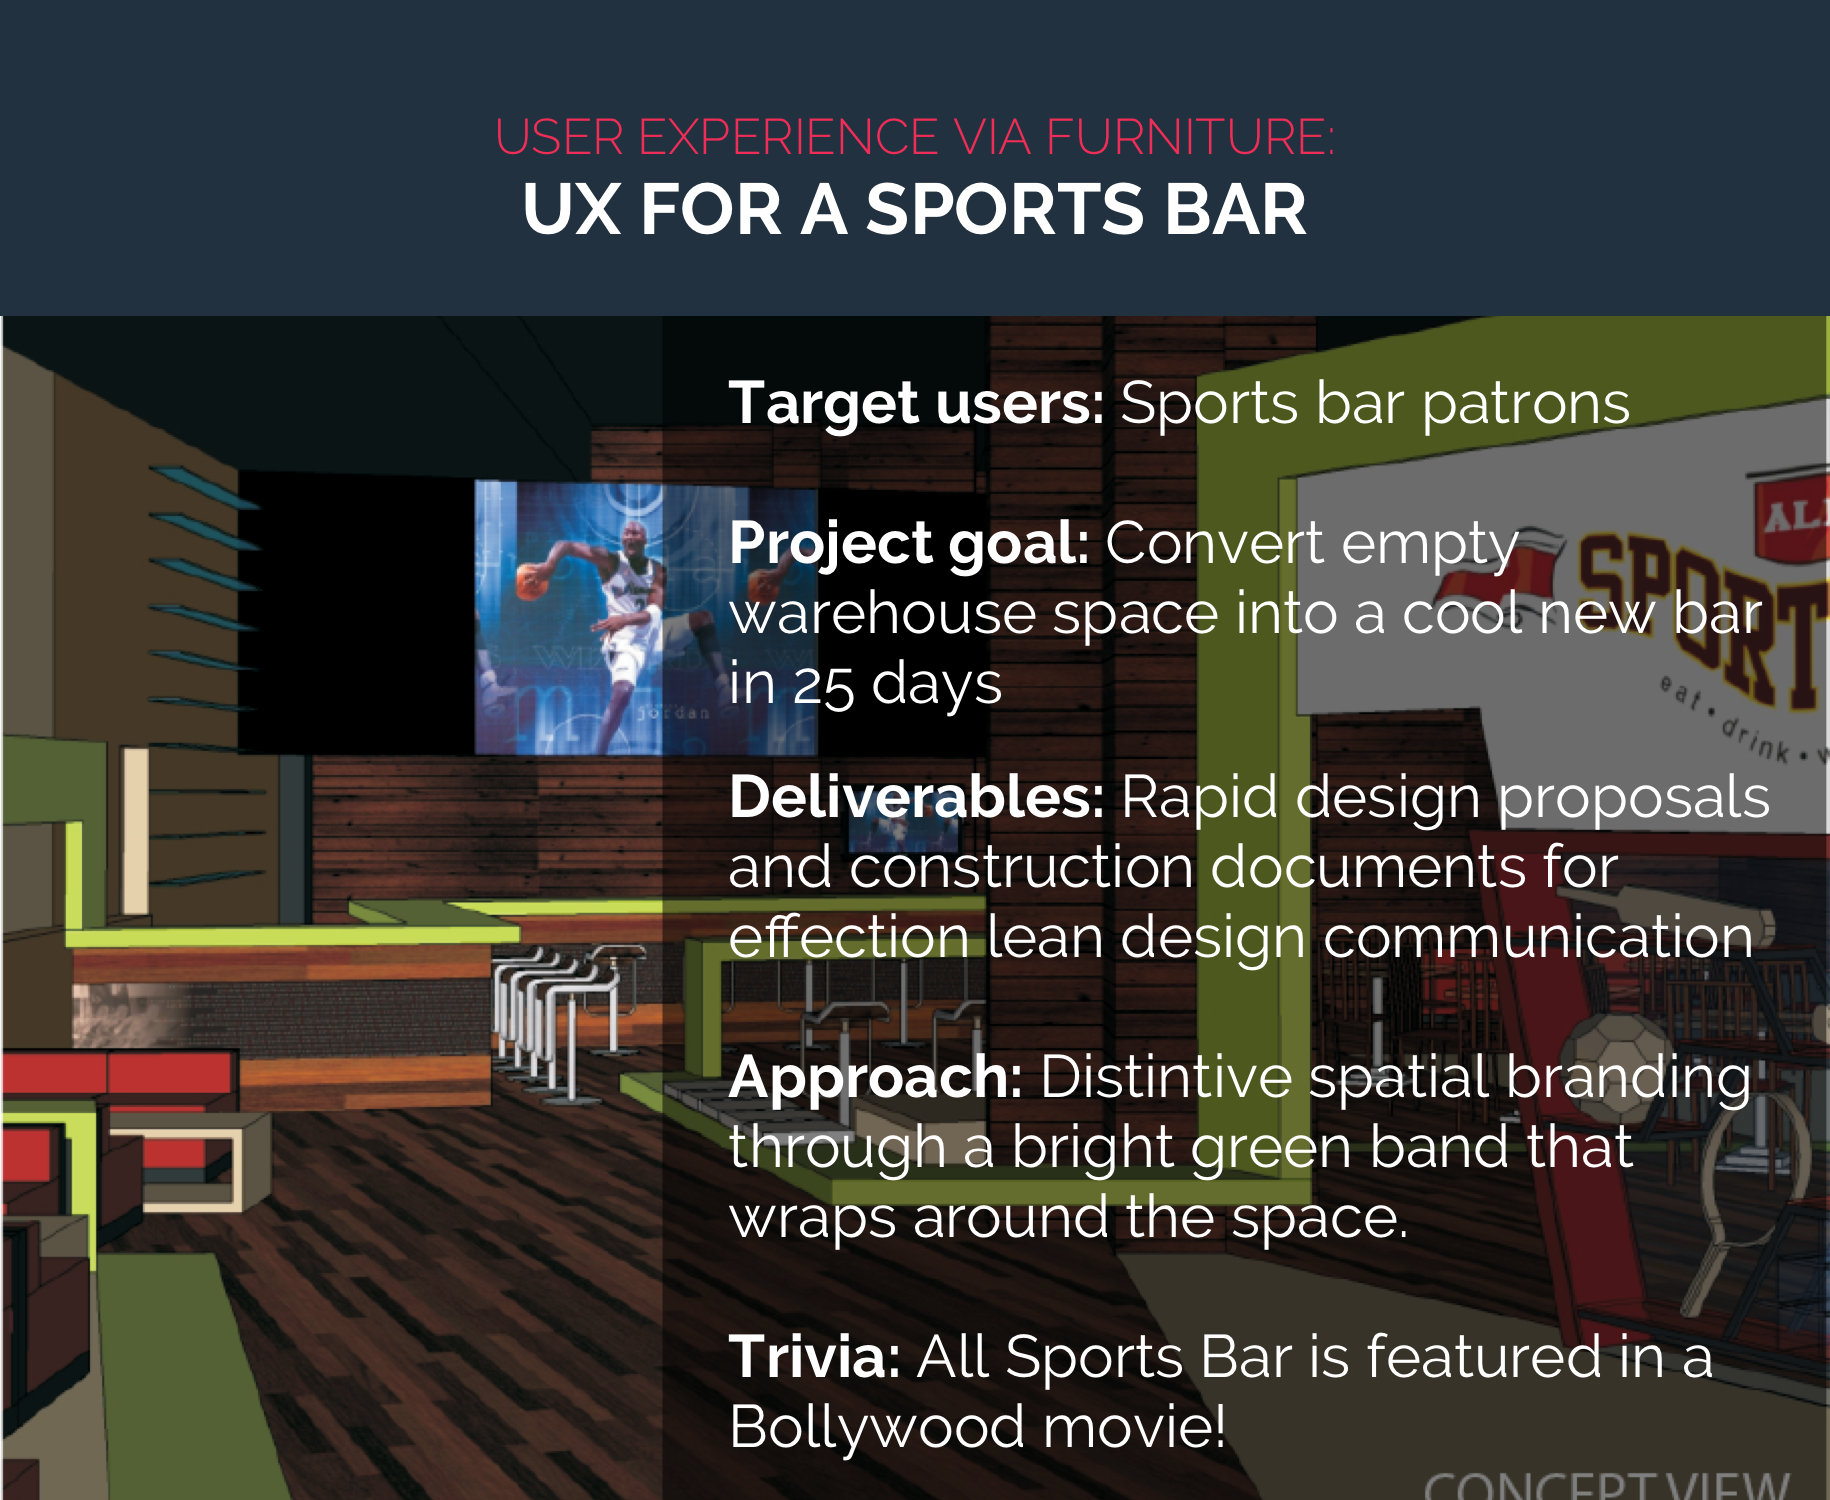 USER EXPERIENCE VIA FURNITURE:
UX FOR A SPORTS BAR
Target users: Sports bar patrons
Project goal: Convert empty
warehouse space into a cool new bar
in 25 days
Deliverables: Rapid design proposals
and construction documents for
effection lean design communication
Approach: Distintive spatial branding
through a bright green band that
wraps around the space.
Trivia: All Sports Bar is featured in a
Bollywood movie!
jordan
SPORT
eat • drink •
CONCEPT VIEW